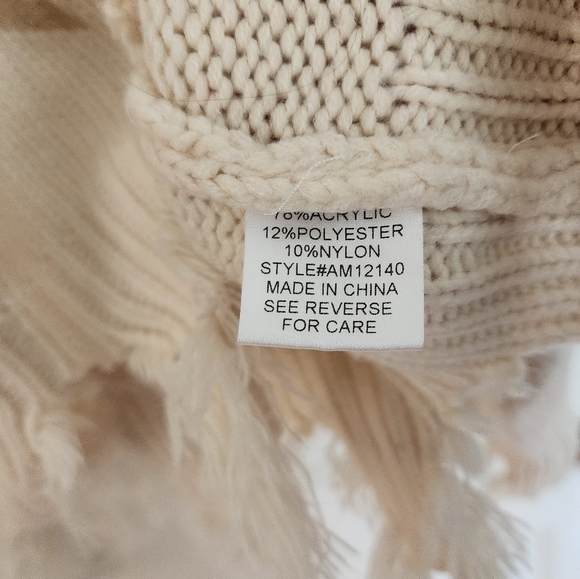 78%ACRYLIC
12%POLYESTER
10%NYLON
STYLE#AM12140
MADE IN CHINA
SEE REVERSE
FOR CARE